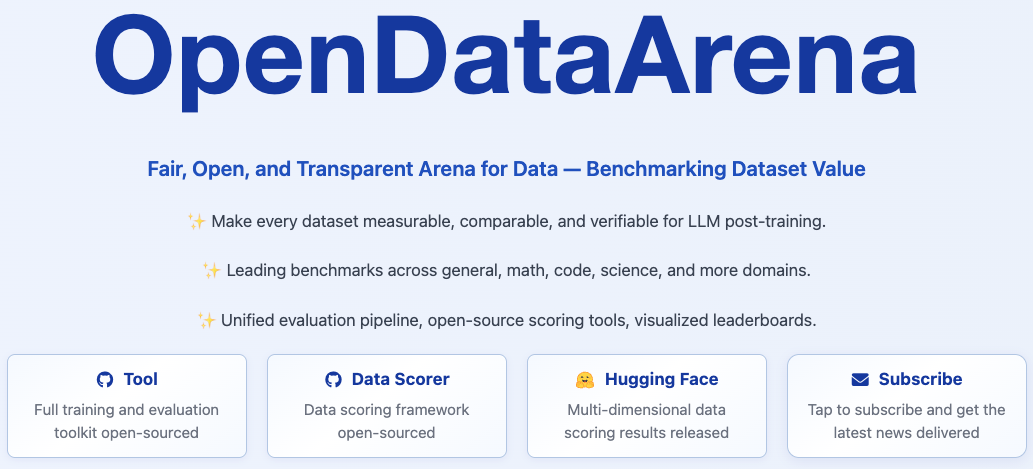 OpenDataArena
Fair, Open, and Transparent Arena for Data — Benchmarking Dataset Value
✨ Make every dataset measurable, comparable, and verifiable for LLM post-training.
✨ Leading benchmarks across general, math, code, science, and more domains.
✨ Unified evaluation pipeline, open-source scoring tools, visualized leaderboards.
Tool
Full training and evaluation
toolkit open-sourced
Data Scorer
Data scoring framework
open-sourced
Hugging Face
Multi-dimensional data
scoring results released
Subscribe
Tap to subscribe and get the
latest news delivered